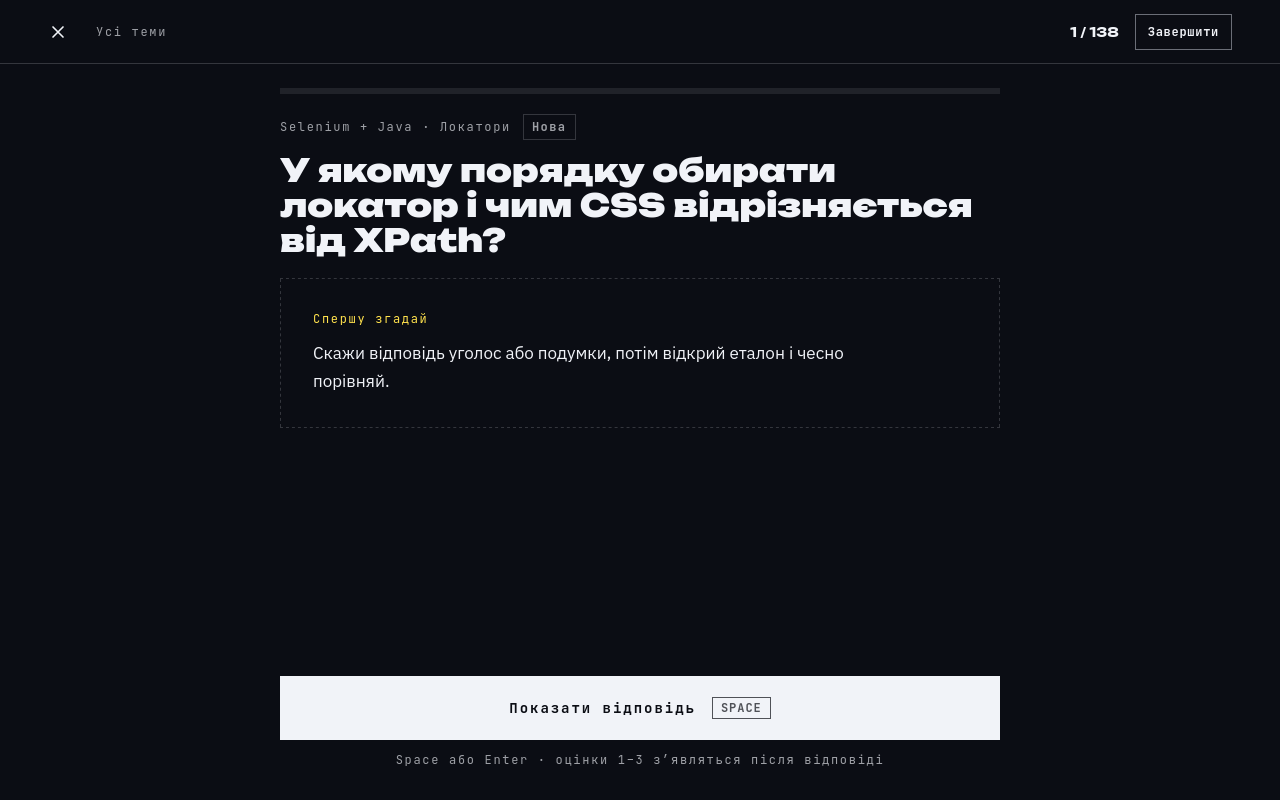 Усі теми
1 / 138
Завершити
Selenium + Java · Локатори
Нова
У якому порядку обирати
локатор і чим CSS відрізняється
від XPath?
Спершу згадай
Скажи відповідь уголос або подумки, потім відкрий еталон і чесно
порівняй.
Показати відповідь SPACE
Space або Enter · оцінки 1–3 зʼявляться після відповіді